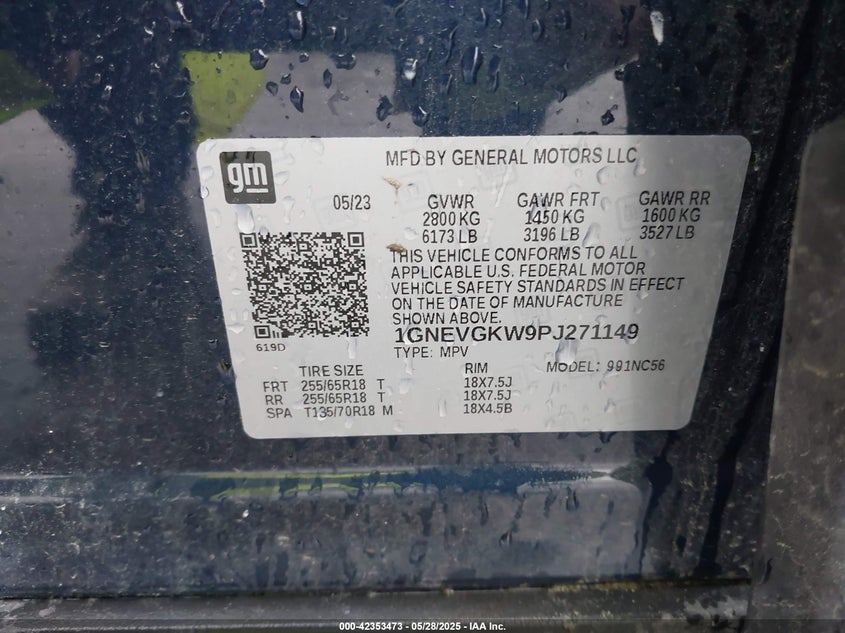 gm
MFD BY GENERAL MOTORS LLC
05/23 GVWR GAWR FRT GAWR RR
2800 KG 1450 KG 1600 KG
6173 LB 3196 LB 3527 LB
THIS VEHICLE CONFORMS TO ALL
APPLICABLE U.S. FEDERAL MOTOR
VEHICLE SAFETY STANDARDS IN EFFECT
ON THE DATE OF MANUFACTURE
SHOWN ABOVE.
619D
1GNEVGKW9PJ271149
TYPE: MPV MODEL: 991NC56
TIRE SIZE RIM
FRT 255/65R18 T 18X7.5J
RR 255/65R18 T 18X7.5J
SPA T135/70R18 M 18X4.5B
000-42353473 — 05/28/2025 — IAA Inc.